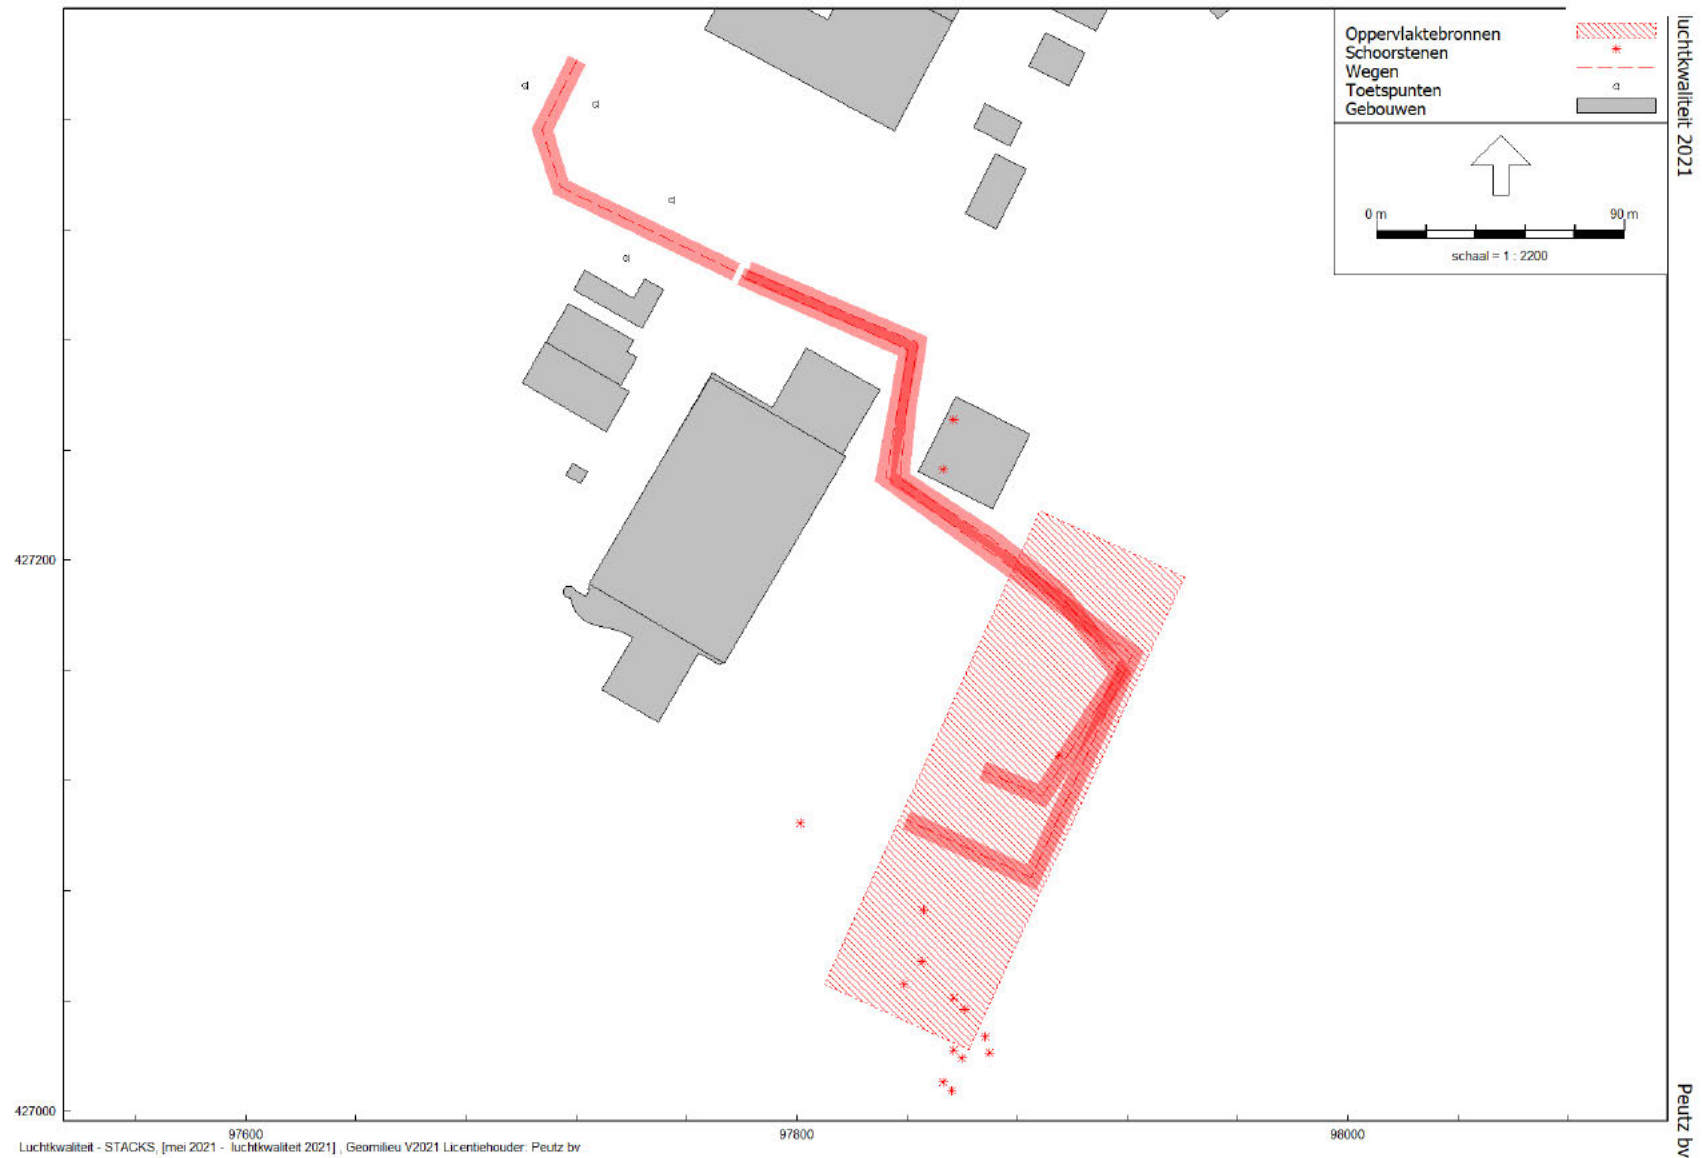 Oppervlaktebronnen
Schoorstenen
Wegen
Toetspunten
Gebouwen
0 m
90 m
schaal = 1 : 2200
luchtkwaliteit 2021
427200
427000
97600
97800
98000
Luchtkwaliteit - STACKS, [mei 2021 - luchtkwaliteit 2021] , Geomilieu V2021 Licentiehouder: Peutz bv
Peutz bv